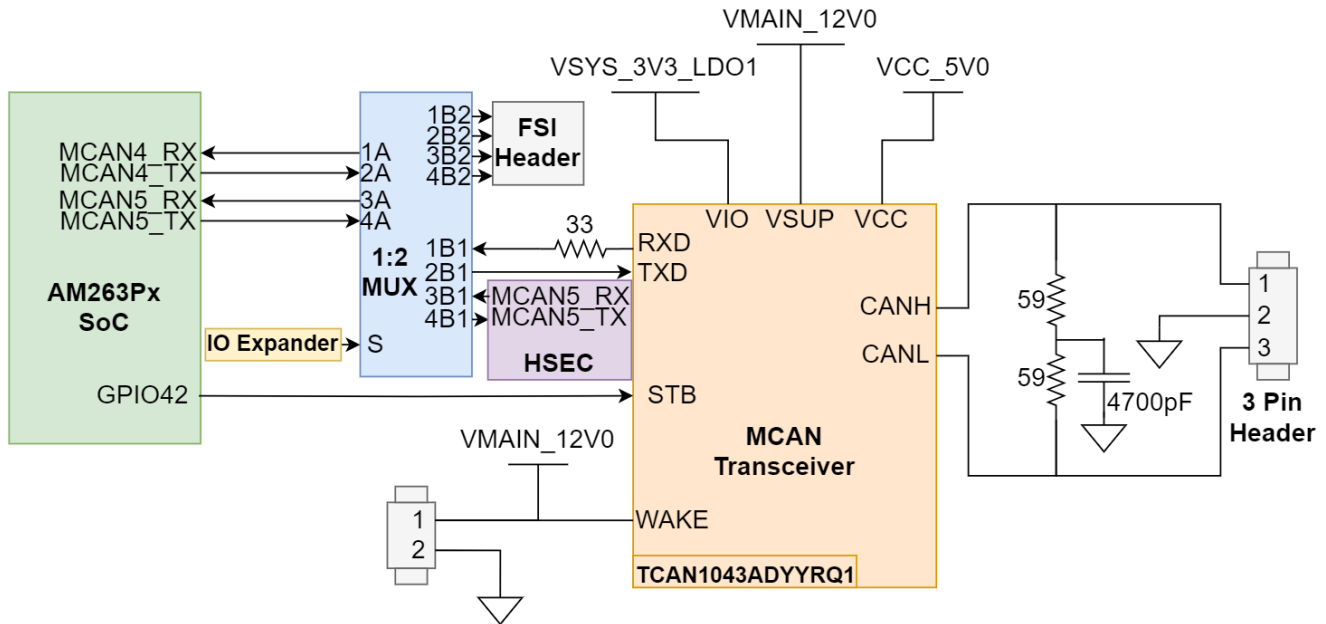 VMAIN_12V0
VSYS_3V3_LDO1
VCC_5V0
MCAN4_RX
MCAN4_TX
MCAN5_RX
MCAN5_TX
AM263Px
SoC
GPIO42
IO Expander
1A
2A
3A
4A
1B2
2B2
3B2
4B2
1:2
MUX
1B1
2B1
3B1
4B1
S
FSI
Header
33
MCAN5_RX
MCAN5_TX
HSEC
VIO
VSUP
VCC
RXD
TXD
CANH
CANL
STB
MCAN
Transceiver
WAKE
TCAN1043ADYYRQ1
59
59
4700pF
1
2
3
3 Pin
Header
VMAIN_12V0
1
2